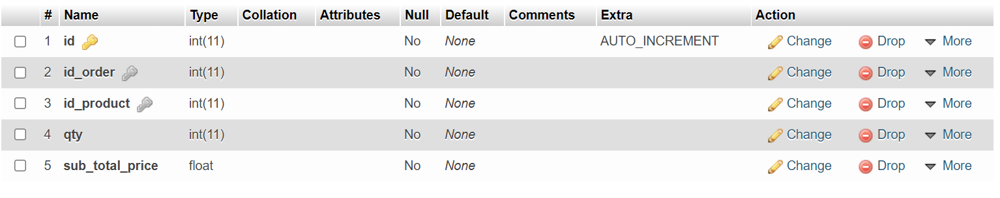 # Name Type Collation Attributes Null Default Comments Extra Action
1 id int(11) No None AUTO_INCREMENT Change Drop More
2 id_order int(11) No None Change Drop More
3 id_product int(11) No None Change Drop More
4 qty int(11) No None Change Drop More
5 sub_total_price float No None Change Drop More